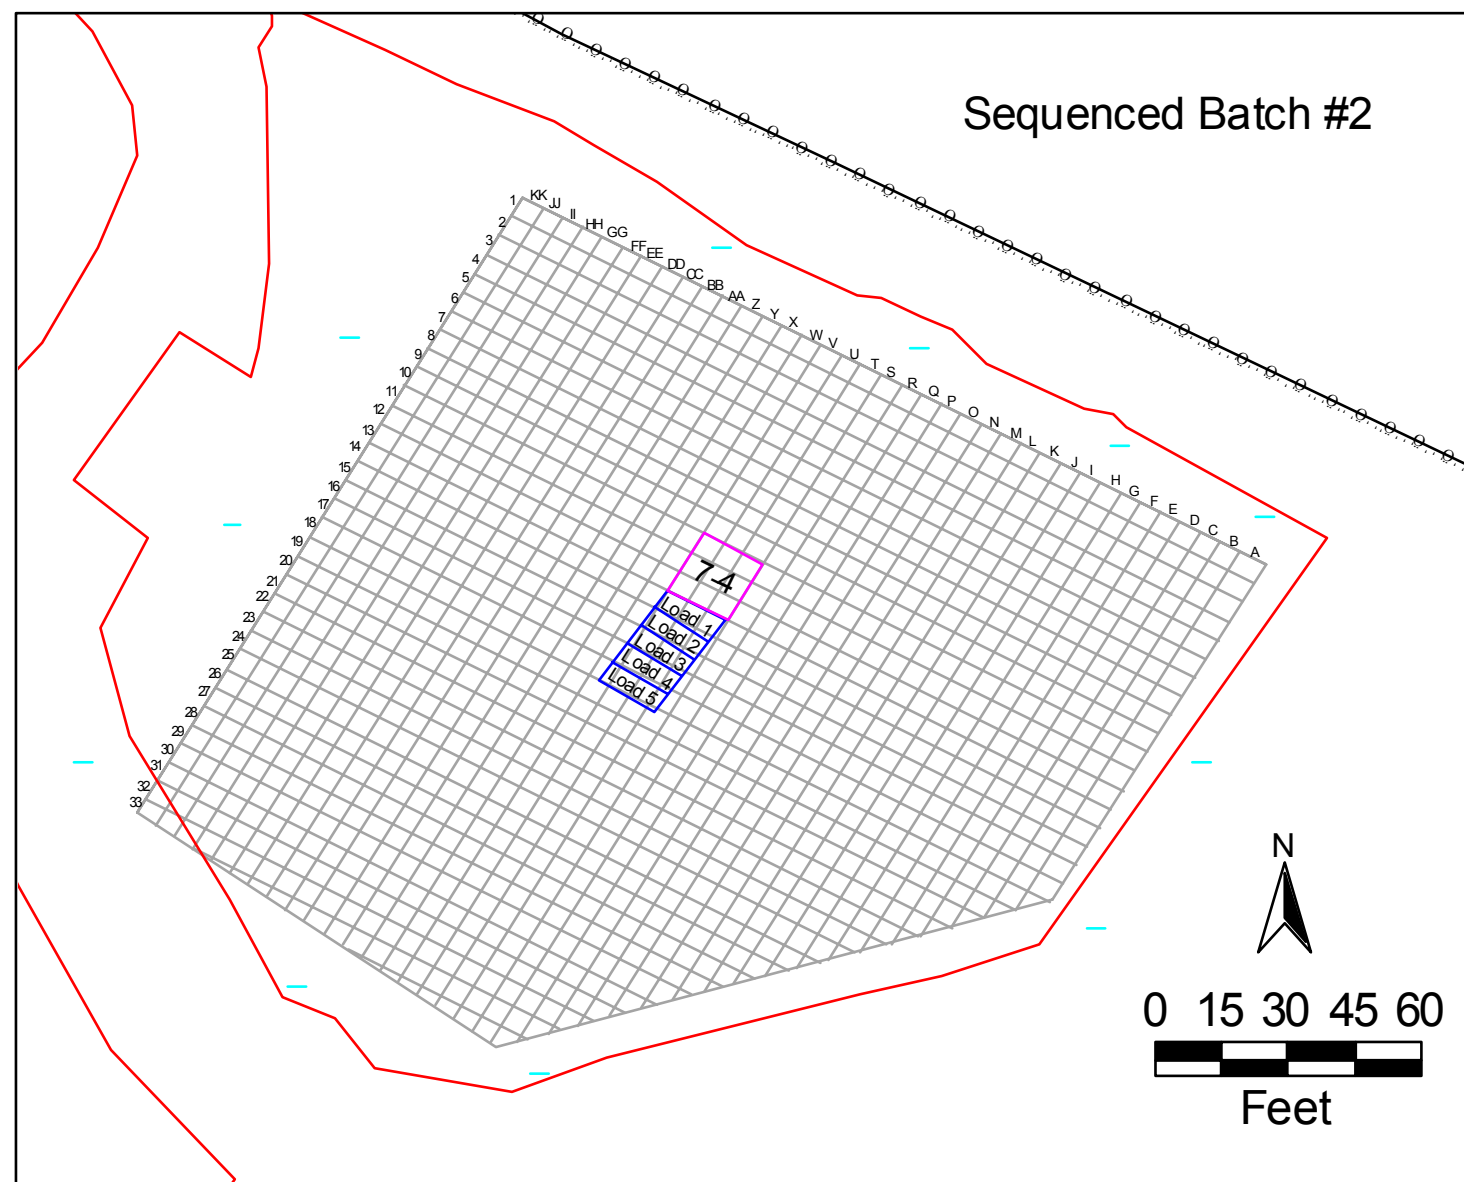 Sequenced Batch #2
KK
JJ
II
HH
GG
FF
EE
DD
CC
BB
AA
Z
Y
X
W
V
U
T
S
R
Q
P
O
N
M
L
K
J
I
H
G
F
E
D
C
B
A
1
2
3
4
5
6
7
8
9
10
11
12
13
14
15
16
17
18
19
20
21
22
23
24
25
26
27
28
29
30
31
32
33
7-4
Load 1
Load 2
Load 3
Load 4
Load 5
N
0 15 30 45 60
Feet